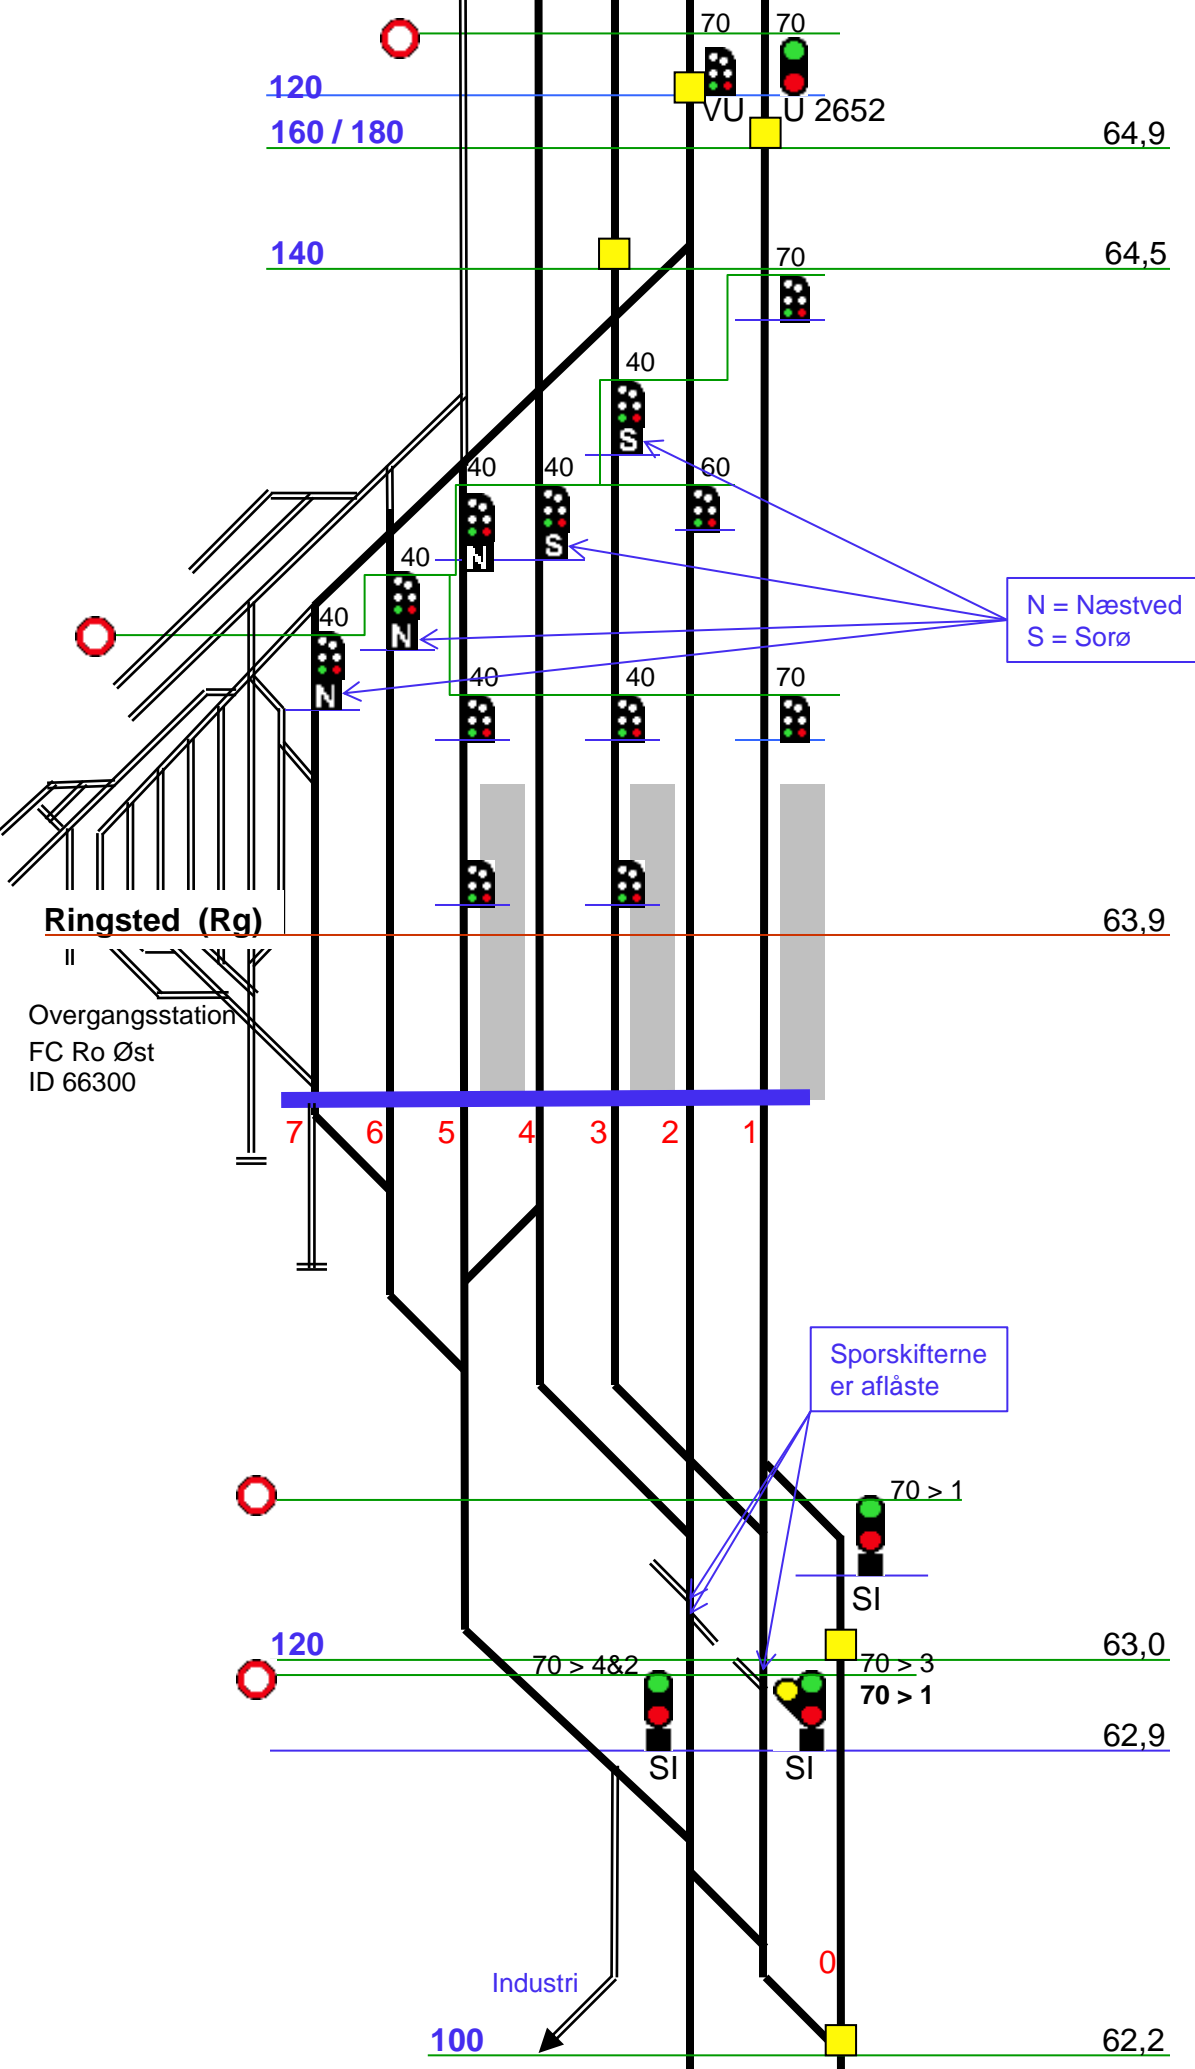 70 70
120
VU U 2652
160 / 180 64,9
140 64,5
70
40
S
40 40 60
N S
40
N
N = Næstved
S = Sorø
40
N
40 40 70
Ringsted (Rg) 63,9
Overgangsstation
FC Ro Øst
ID 66300
7 6 5 4 3 2 1
Sporskifterne
er aflåste
70 > 1
SI
120 63,0
70 > 4&2 70 > 3
70 > 1
62,9
SI SI
0
Industri
100 62,2